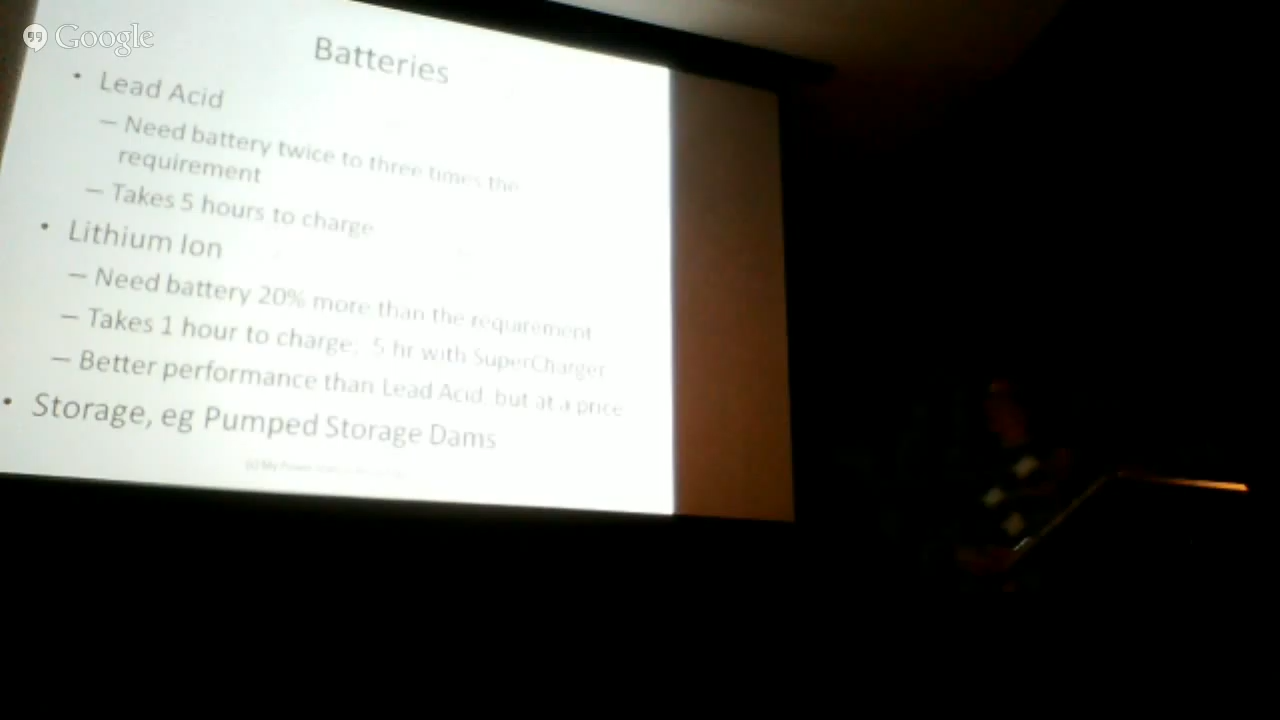 Google
Batteries
• Lead Acid
– Need battery twice to three times the
requirement
– Takes 5 hours to charge
• Lithium Ion
– Need battery 20% more than the requirement
– Takes 1 hour to charge; 5 hr with SuperCharger
– Better performance than Lead Acid but at a price
• Storage, eg Pumped Storage Dams
(c) My Power